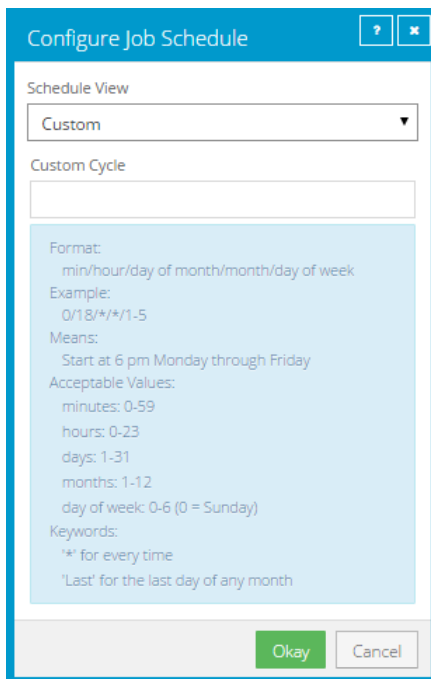 Configure Job Schedule
?
×
Schedule View
Custom
Custom Cycle
Format:
min/hour/day of month/month/day of week
Example:
0/18/*/*/1-5
Means:
Start at 6 pm Monday through Friday
Acceptable Values:
minutes: 0-59
hours: 0-23
days: 1-31
months: 1-12
day of week: 0-6 (0 = Sunday)
Keywords:
'*' for every time
'Last' for the last day of any month
Okay
Cancel